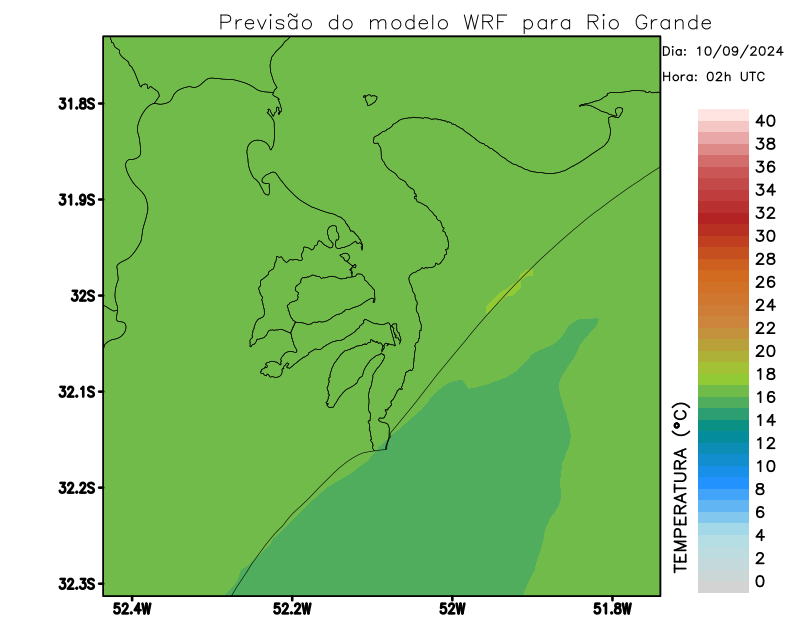 Previsão do modelo WRF para Rio Grande
Dia: 10/09/2024
Hora: 02h UTC
31.8S
31.9S
32S
32.1S
32.2S
32.3S
52.4W
52.2W
52W
51.8W
TEMPERATURA (°C)
40
38
36
34
32
30
28
26
24
22
20
18
16
14
12
10
8
6
4
2
0